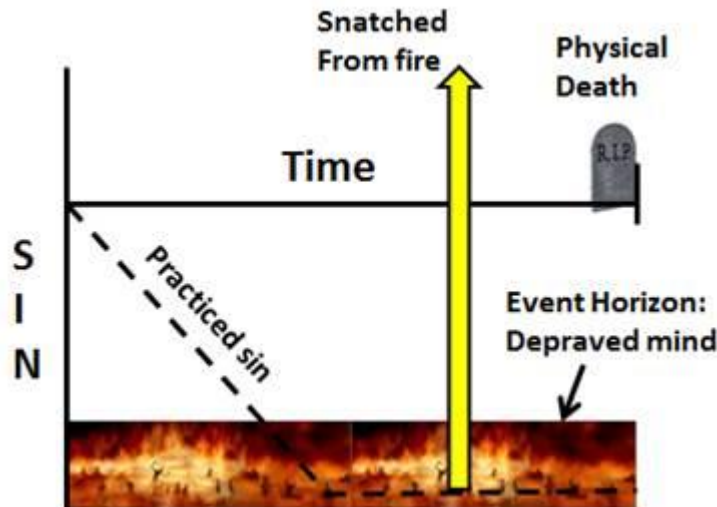 Snatched
From fire
Physical
Death
R.I.P
Time
S
I
N
Practiced sin
Event Horizon:
Depraved mind